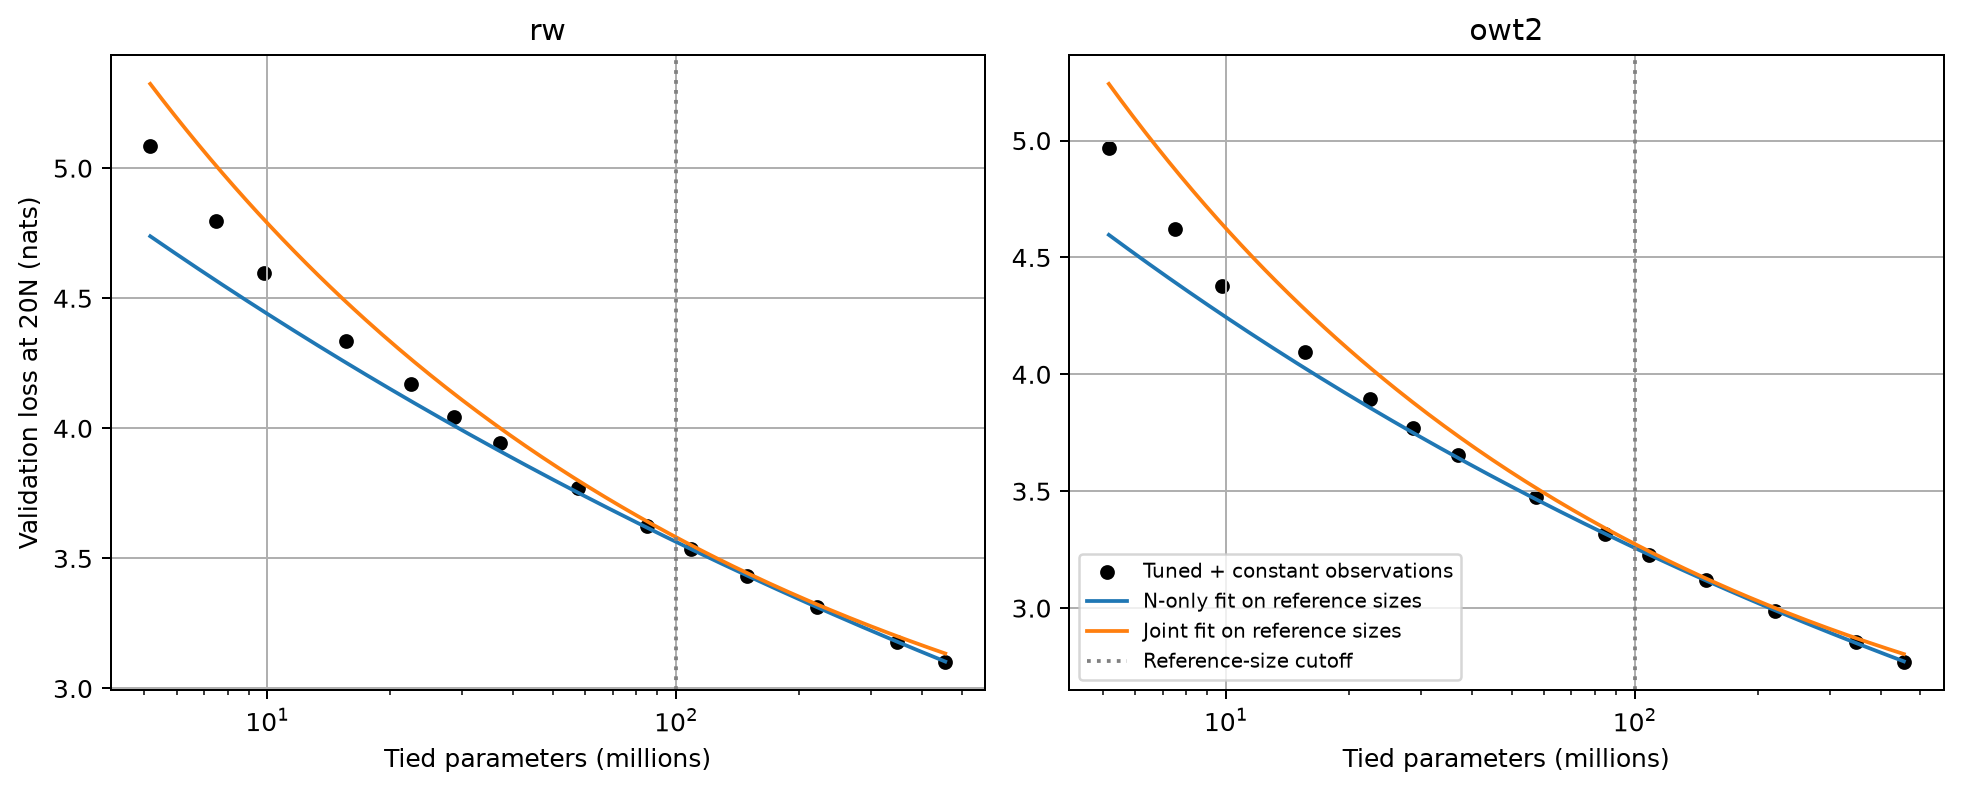 rw
5.0
4.5
4.0
3.5
3.0
Validation loss at 20N (nats)
10¹
10²
Tied parameters (millions)
owt2
5.0
4.5
4.0
3.5
3.0
Tuned + constant observations
N-only fit on reference sizes
Joint fit on reference sizes
Reference-size cutoff
10¹
10²
Tied parameters (millions)